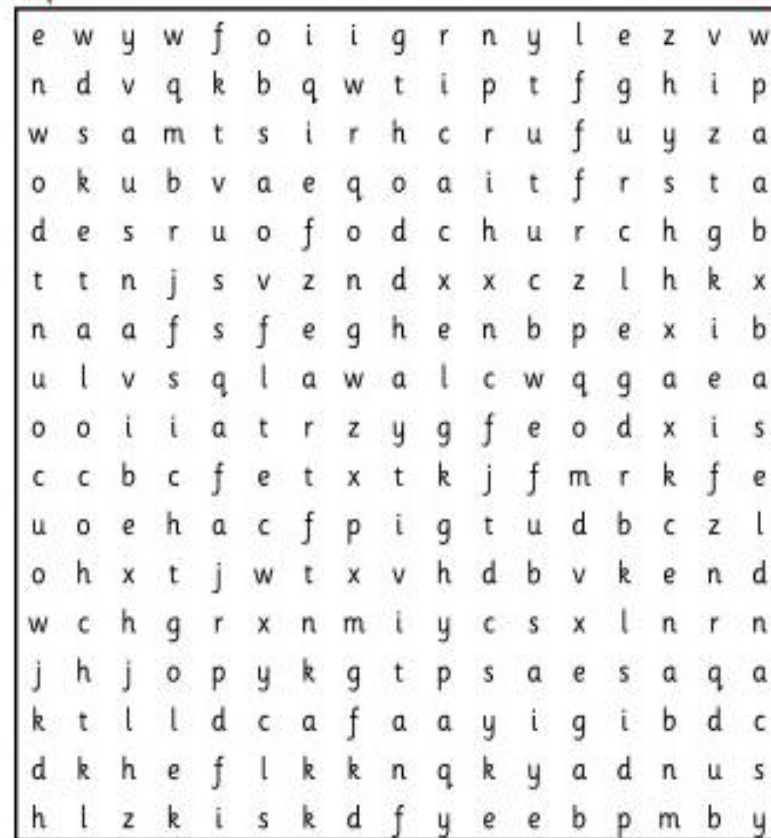 e w y w f o i i g r n y l e z v w
n d v q k b q w t i p t f g h i p
w s a m t s i r h c r u f u y z a
o k u b v a e q o a i t f r s t a
d e s r u o f o d c h u r c h g b
t t n j s v z n d x x c z l h k x
n a a f s f e g h e n b p e x i b
u l v s q l a w a l c w q g a e a
o o i i a t r z y g f e o d x i s
c c b c f e t x t k j f m r k f e
u o e h a c f p i g t u d b c z l
o h x t j w t x v h d b v k e n d
w c h g r x n m i y c s x l n r n
j h j o p y k g t p s a e s a q a
k t l l d c a f a a y i g i b d c
d k h e f l k k n q k y a d n u s
h l z k i s k d f y e e b p m b y